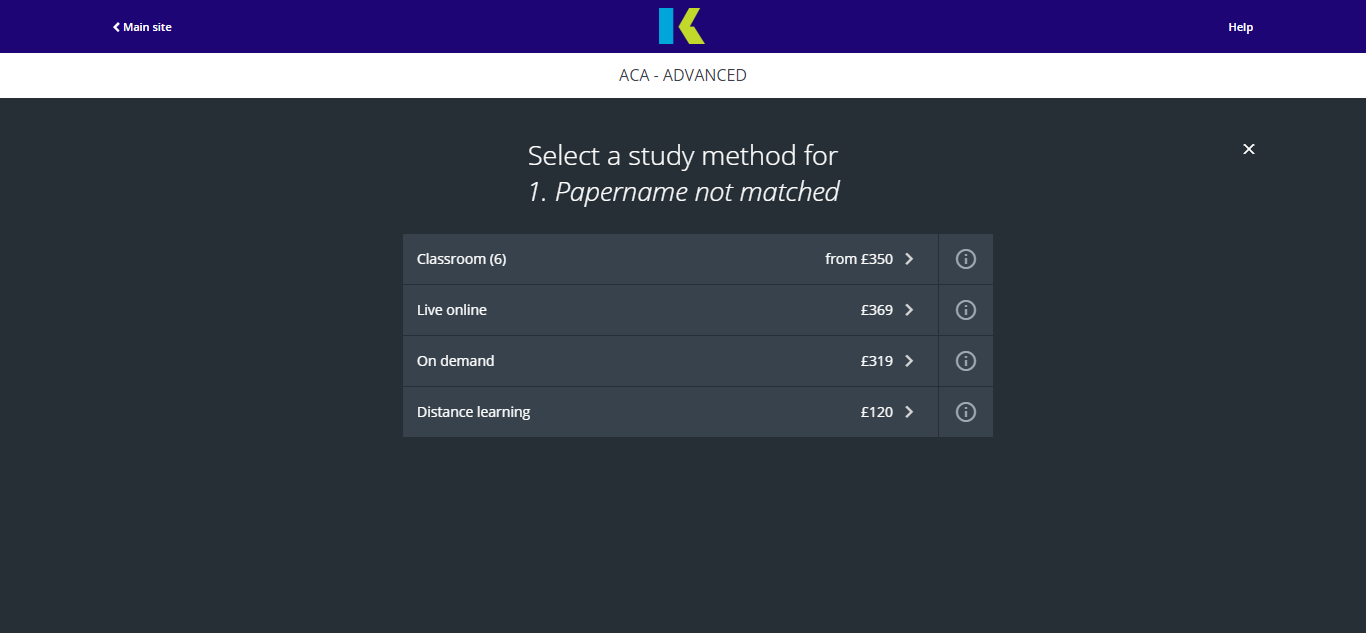 Main site
Help
ACA - ADVANCED
Select a study method for
1. Papername not matched
Classroom (6) from £350
Live online £369
On demand £319
Distance learning £120